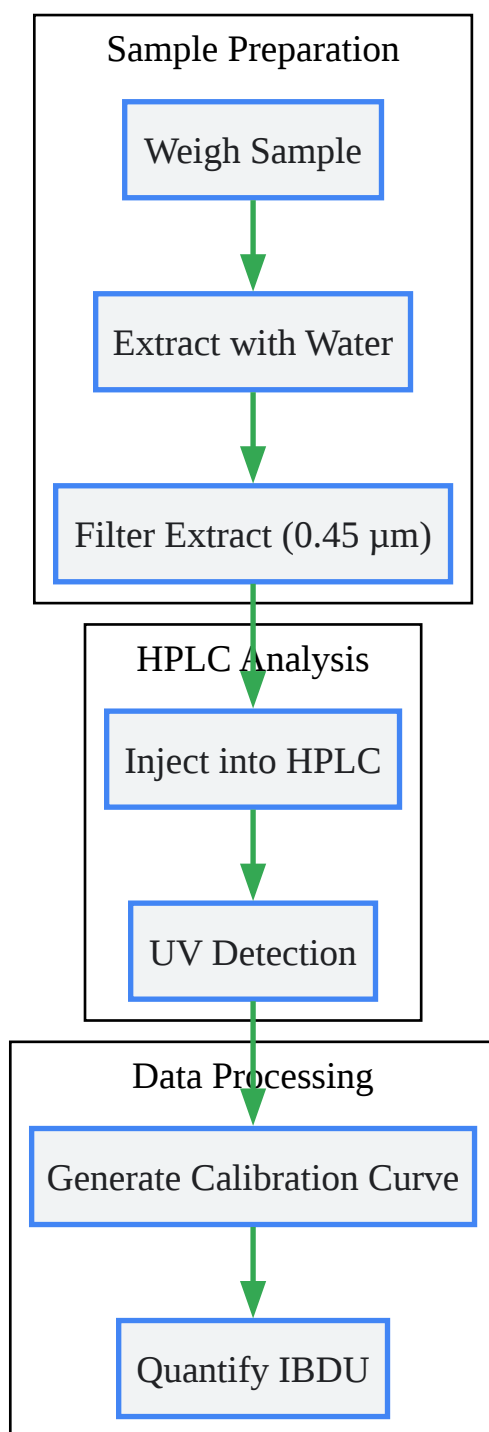 Sample Preparation
Weigh Sample
Extract with Water
Filter Extract (0.45 µm)
HPLC Analysis
Inject into HPLC
UV Detection
Data Processing
Generate Calibration Curve
Quantify IBDU